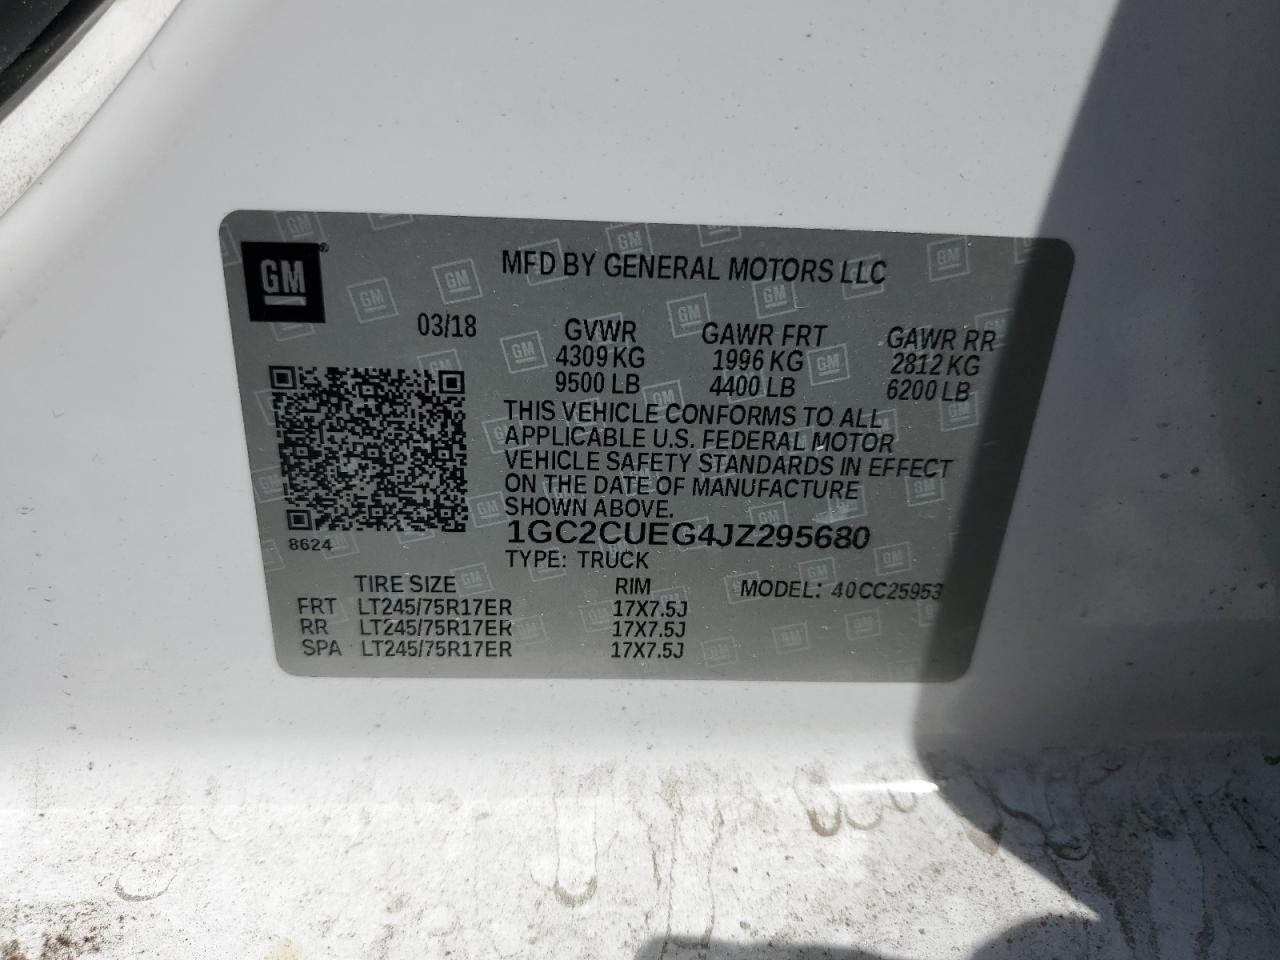 GM®
MFD BY GENERAL MOTORS LLC
03/18
GVWR GAWR FRT GAWR RR
4309 KG 1996 KG 2812 KG
9500 LB 4400 LB 6200 LB
THIS VEHICLE CONFORMS TO ALL
APPLICABLE U.S. FEDERAL MOTOR
VEHICLE SAFETY STANDARDS IN EFFECT
ON THE DATE OF MANUFACTURE
SHOWN ABOVE.
8624
1GC2CUEG4JZ295680
TYPE: TRUCK
TIRE SIZE RIM MODEL: 40CC25953
FRT LT245/75R17ER 17X7.5J
RR LT245/75R17ER 17X7.5J
SPA LT245/75R17ER 17X7.5J